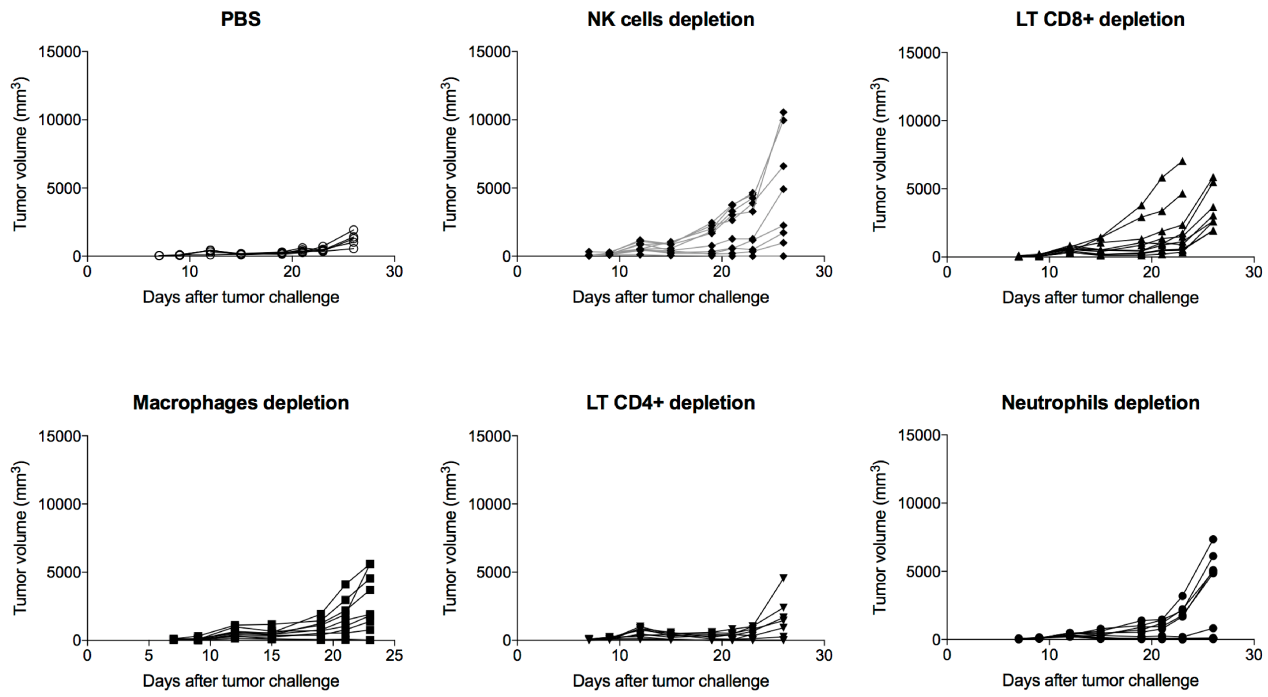 PBS
15000
10000
5000
0
0 10 20 30
Tumor volume (mm3)
Days after tumor challenge
NK cells depletion
15000
10000
5000
0
0 10 20 30
Tumor volume (mm3)
Days after tumor challenge
LT CD8+ depletion
15000
10000
5000
0
0 10 20 30
Tumor volume (mm3)
Days after tumor challenge
Macrophages depletion
15000
10000
5000
0
0 5 10 15 20 25
Tumor volume (mm3)
Days after tumor challenge
LT CD4+ depletion
15000
10000
5000
0
0 10 20 30
Tumor volume (mm3)
Days after tumor challenge
Neutrophils depletion
15000
10000
5000
0
0 10 20 30
Tumor volume (mm3)
Days after tumor challenge